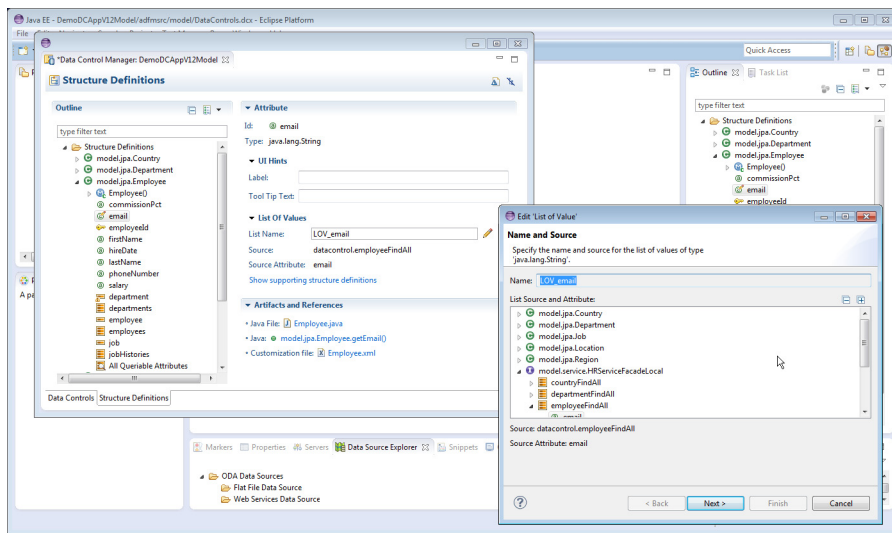 Java EE - DemoDCAppV12Model/adfmsrc/model/DataControls.dcx - Eclipse Platform
File
Quick Access
*Data Control Manager: DemoDCAppV12Model
Structure Definitions
Outline
type filter text
Structure Definitions
model.jpa.Country
model.jpa.Department
model.jpa.Employee
Employee()
commissionPct
email
employeeId
firstName
hireDate
lastName
phoneNumber
salary
department
departments
employee
employees
job
jobHistories
All Queriable Attributes
Attribute
Id: email
Type: java.lang.String
UI Hints
Label:
Tool Tip Text:
List Of Values
List Name: LOV_email
Source: datacontrol.employeeFindAll
Source Attribute: email
Show supporting structure definitions
Artifacts and References
Java File: Employee.java
Java: model.jpa.Employee.getEmail()
Customization file: Employee.xml
Data Controls Structure Definitions
Outline Task List
type filter text
Structure Definitions
model.jpa.Country
model.jpa.Department
model.jpa.Employee
Employee()
commissionPct
email
employeeId
Edit 'List of Value'
Name and Source
Specify the name and source for the list of values of type
'java.lang.String'.
Name: LOV_email
List Source and Attribute:
model.jpa.Country
model.jpa.Department
model.jpa.Job
model.jpa.Location
model.jpa.Region
model.service.HRServiceFacadeLocal
countryFindAll
departmentFindAll
employeeFindAll
email
Source: datacontrol.employeeFindAll
Source Attribute: email
< Back Next > Finish Cancel
A pa
Markers Properties Servers Data Source Explorer Snippets
ODA Data Sources
Flat File Data Source
Web Services Data Source